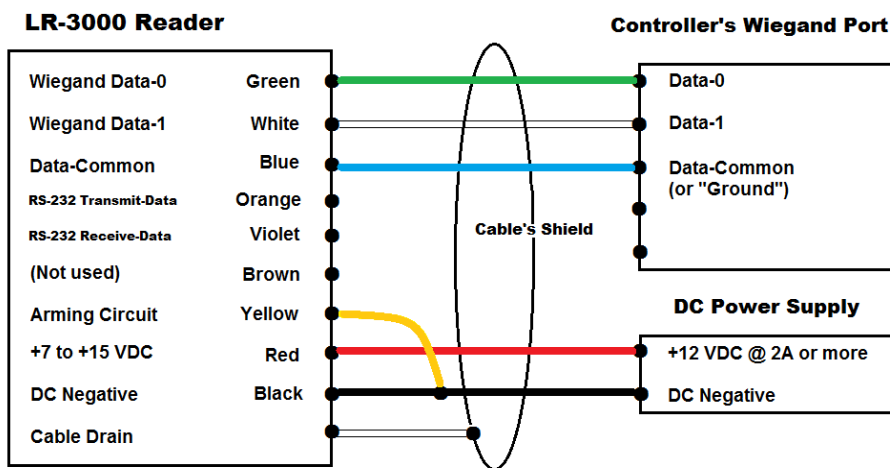 LR-3000 Reader
Controller's Wiegand Port
Wiegand Data-0 Green
Wiegand Data-1 White
Data-Common Blue
RS-232 Transmit-Data Orange
RS-232 Receive-Data Violet
(Not used) Brown
Arming Circuit Yellow
+7 to +15 VDC Red
DC Negative Black
Cable Drain
Cable's Shield
Data-0
Data-1
Data-Common
(or "Ground")
DC Power Supply
+12 VDC @ 2A or more
DC Negative